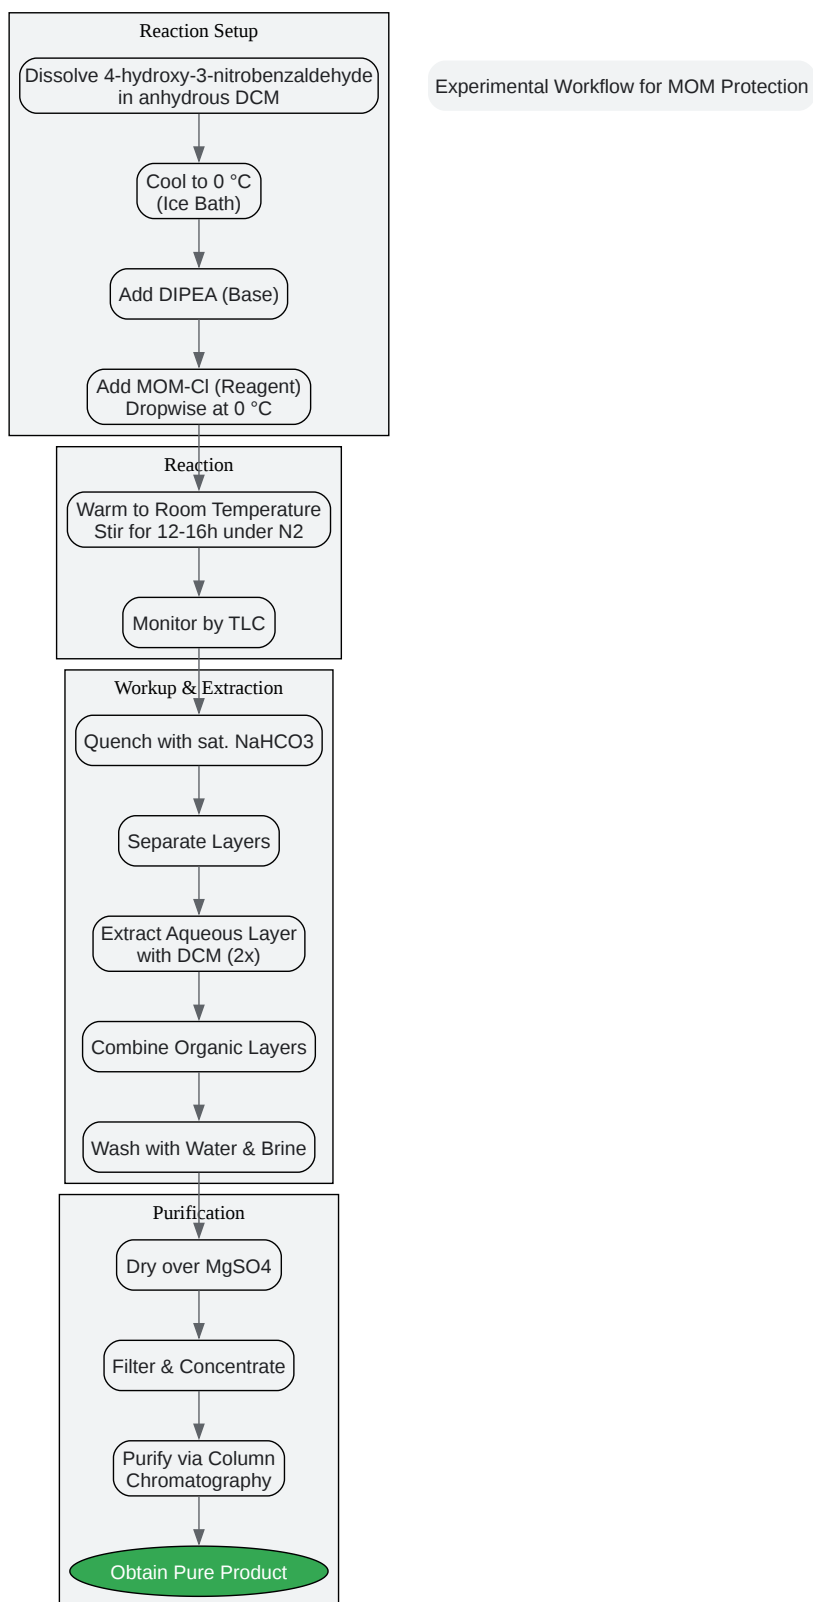 Reaction Setup
Dissolve 4-hydroxy-3-nitrobenzaldehyde
in anhydrous DCM
Experimental Workflow for MOM Protection
Cool to 0 °C
(Ice Bath)
Add DIPEA (Base)
Add MOM-Cl (Reagent)
Dropwise at 0 °C
Reaction
Warm to Room Temperature
Stir for 12-16h under N2
Monitor by TLC
Workup & Extraction
Quench with sat. NaHCO3
Separate Layers
Extract Aqueous Layer
with DCM (2x)
Combine Organic Layers
Wash with Water & Brine
Purification
Dry over MgSO4
Filter & Concentrate
Purify via Column
Chromatography
Obtain Pure Product